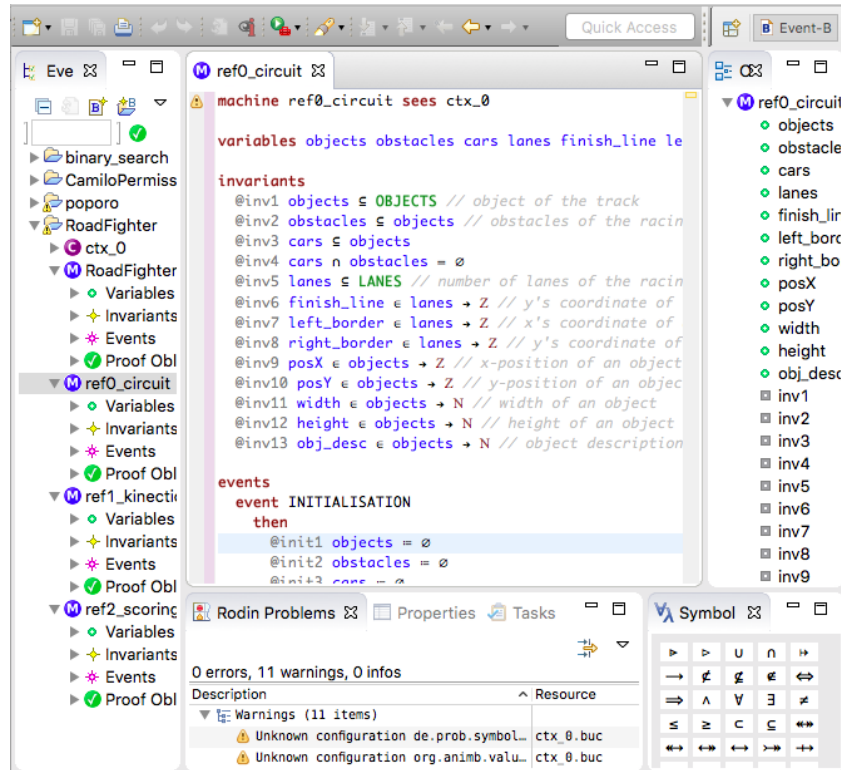 Quick Access
Event-B
Eve
binary_search
CamiloPermiss
poporo
RoadFighter
ctx_0
RoadFighter
Variables
Invariants
Events
Proof Obl
ref0_circuit
Variables
Invariants
Events
Proof Obl
ref1_kinecti
Variables
Invariants
Events
Proof Obl
ref2_scoring
Variables
Invariants
Events
Proof Obl
ref0_circuit
machine ref0_circuit sees ctx_0
variables objects obstacles cars lanes finish_line le
invariants
@inv1 objects ⊆ OBJECTS // object of the track
@inv2 obstacles ⊆ objects // obstacles of the racin
@inv3 cars ⊆ objects
@inv4 cars ∩ obstacles = ∅
@inv5 lanes ⊆ LANES // number of lanes of the racin
@inv6 finish_line ∈ lanes → Z // y's coordinate of
@inv7 left_border ∈ lanes → Z // x's coordinate of
@inv8 right_border ∈ lanes → Z // y's coordinate of
@inv9 posX ∈ objects → Z // x-position of an object
@inv10 posY ∈ objects → Z // y-position of an objec
@inv11 width ∈ objects → N // width of an object
@inv12 height ∈ objects → N // height of an object
@inv13 obj_desc ∈ objects → N // object description
events
event INITIALISATION
then
@init1 objects ≔ ∅
@init2 obstacles ≔ ∅
@init3 cars ≔ ∅
ref0_circuit
objects
obstacle
cars
lanes
finish_lin
left_bord
right_bo
posX
posY
width
height
obj_desc
inv1
inv2
inv3
inv4
inv5
inv6
inv7
inv8
inv9
Rodin Problems Properties Tasks
0 errors, 11 warnings, 0 infos
Description Resource
Warnings (11 items)
Unknown configuration de.prob.symbol… ctx_0.buc
Unknown configuration org.animb.valu… ctx_0.buc
Symbol
⩥ ▷ ∪ ∩ ↦
⟶ ⊄ ⊈ ∉ ⇔
⇒ ∧ ∀ ∃ ≠
≤ ≥ ⊂ ⊆